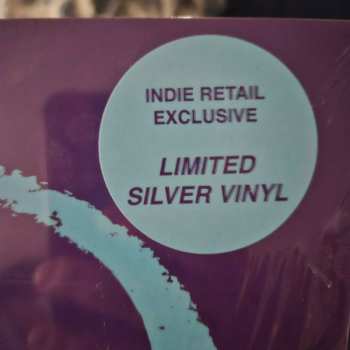 INDIE RETAIL
EXCLUSIVE
LIMITED
SILVER VINYL